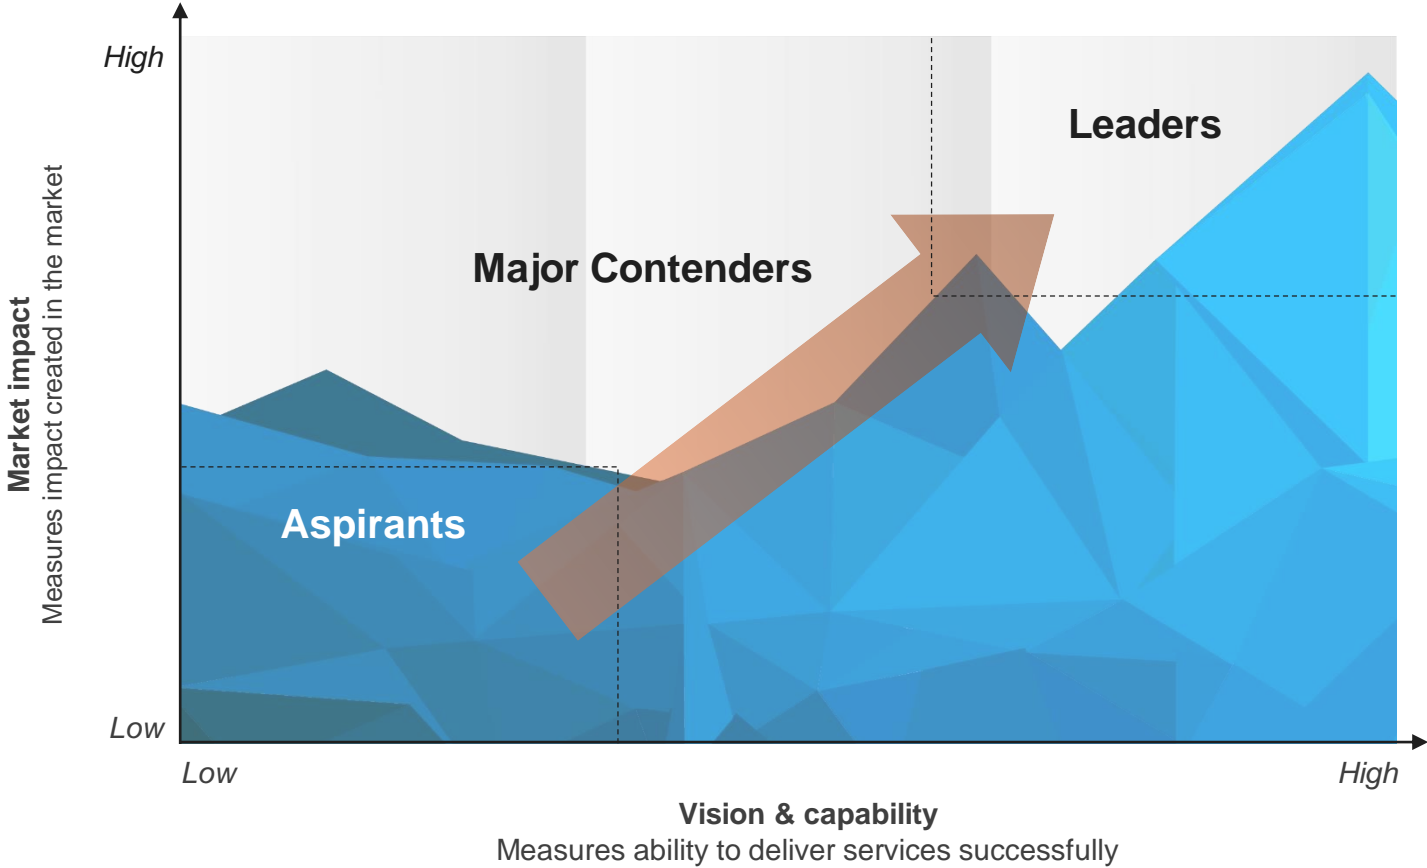 High
Leaders
Major Contenders
Market impact
Measures impact created in the market
Aspirants
Low
Low
High
Vision & capability
Measures ability to deliver services successfully